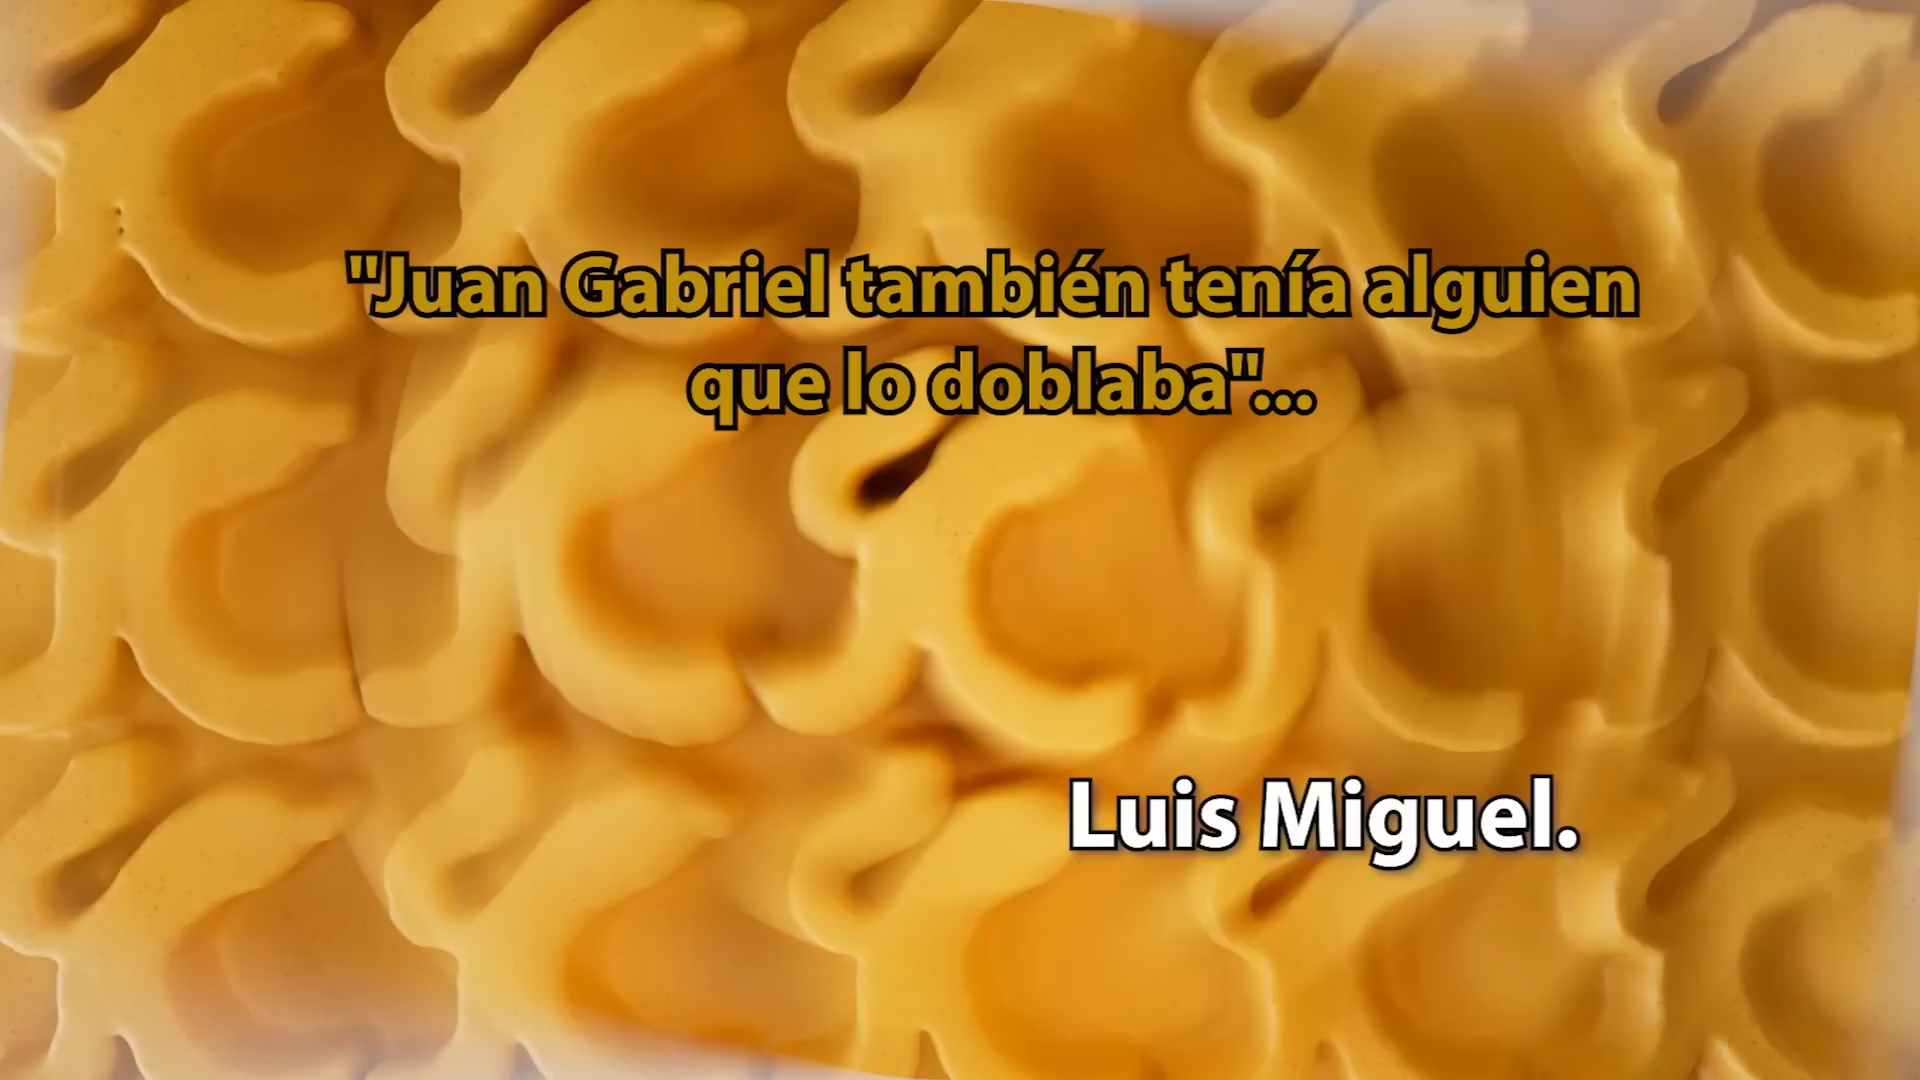 "Juan Gabriel también tenía alguien
que lo doblaba"...
Luis Miguel.